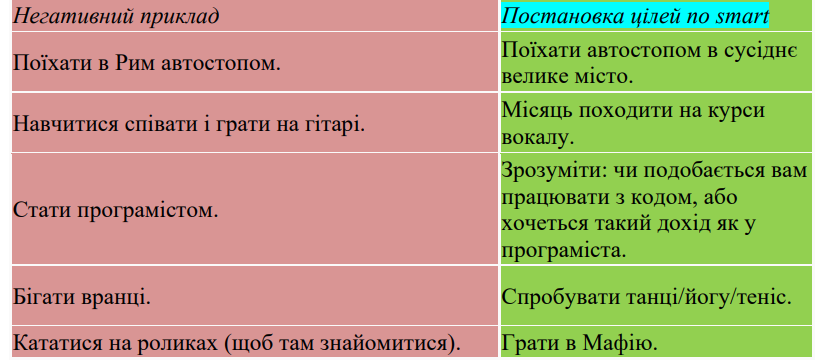 Негативний приклад
Постановка цілей по smart
Поїхати в Рим автостопом.
Поїхати автостопом в сусіднє
велике місто.
Навчитися співати і грати на гітарі.
Місяць походити на курси
вокалу.
Стати програмістом.
Зрозуміти: чи подобається вам
працювати з кодом, або
хочеться такий дохід як у
програміста.
Бігати вранці.
Спробувати танці/йогу/теніс.
Кататися на роликах (щоб там знайомитися).
Грати в Мафію.